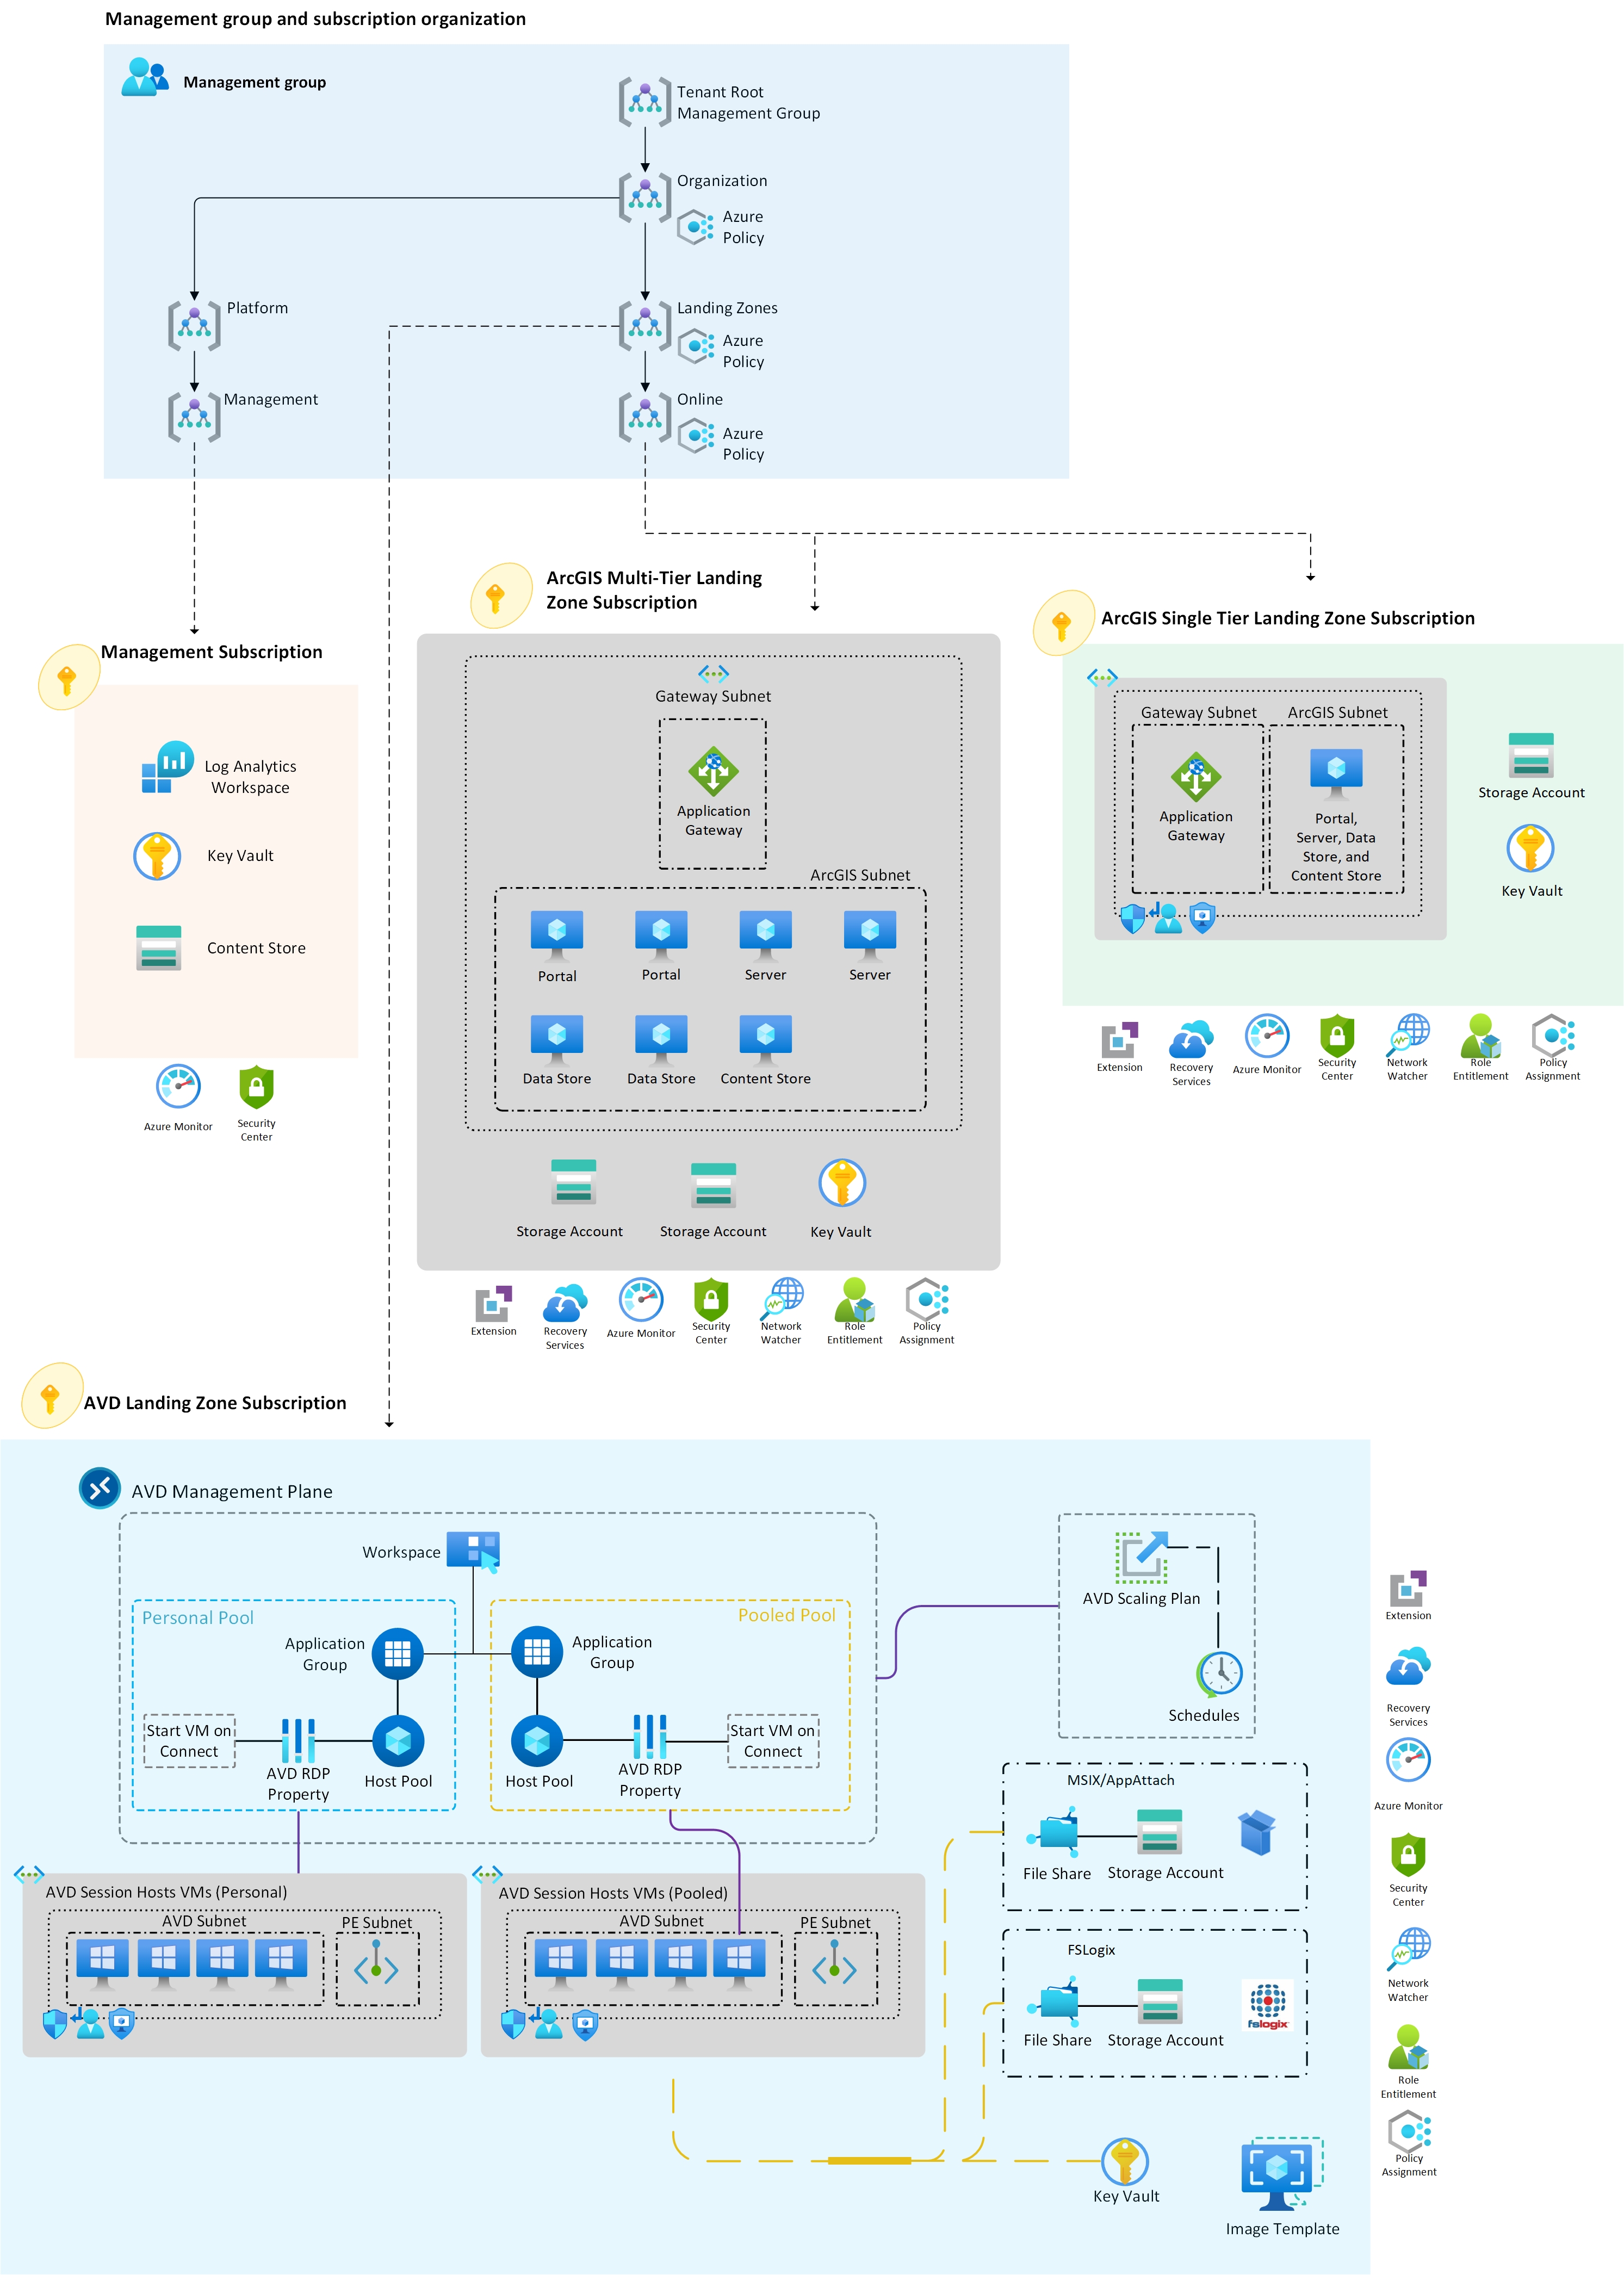 Management group and subscription organization
Management group
Tenant Root
Management Group
Organization
Azure
Policy
Platform
Landing Zones
Azure
Policy
Management
Online
Azure
Policy
ArcGIS Multi-Tier Landing
Zone Subscription
ArcGIS Single Tier Landing Zone Subscription
Management Subscription
Log Analytics
Workspace
Key Vault
Content Store
Azure Monitor
Security
Center
Gateway Subnet
Application
Gateway
ArcGIS Subnet
Portal
Portal
Server
Server
Data Store
Data Store
Content Store
Storage Account
Storage Account
Key Vault
Extension
Recovery
Services
Azure Monitor
Security
Center
Network
Watcher
Role
Entitlement
Policy
Assignment
Gateway Subnet
Application
Gateway
ArcGIS Subnet
Portal,
Server, Data
Store, and
Content Store
Storage Account
Key Vault
Extension
Recovery
Services
Azure Monitor
Security
Center
Network
Watcher
Role
Entitlement
Policy
Assignment
AVD Landing Zone Subscription
AVD Management Plane
Workspace
Personal Pool
Application
Group
Start VM on
Connect
AVD RDP
Property
Host Pool
Pooled Pool
Application
Group
Host Pool
AVD RDP
Property
Start VM on
Connect
AVD Scaling Plan
Schedules
MSIX/AppAttach
File Share
Storage Account
FSLogix
File Share
Storage Account
fslogix
AVD Session Hosts VMs (Personal)
AVD Subnet
PE Subnet
AVD Session Hosts VMs (Pooled)
AVD Subnet
PE Subnet
Key Vault
Image Template
Extension
Recovery
Services
Azure Monitor
Security
Center
Network
Watcher
Role
Entitlement
Policy
Assignment